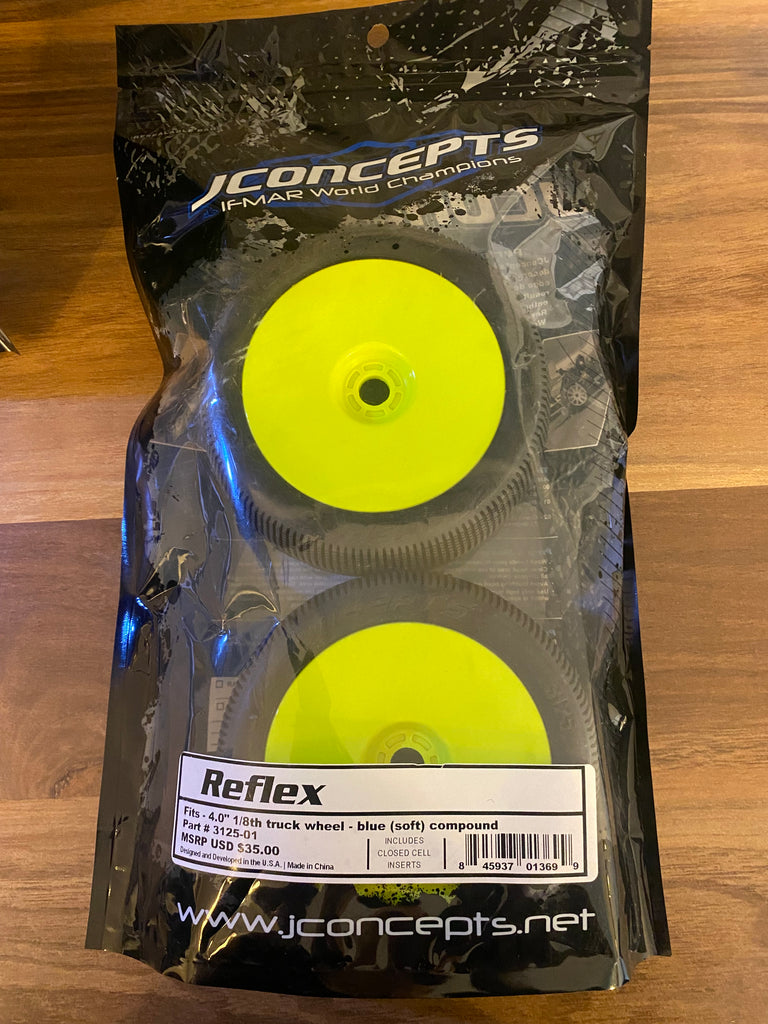 JCONCEPTS
IFMAR World Champions
Reflex
Fits - 4.0" 1/8th truck wheel - blue (soft) compound
Part # 3125-01
MSRP USD $35.00
Designed and Developed in the U.S.A. | Made in China
INCLUDES
CLOSED CELL
INSERTS
8 45937 01369 9
www.jconcepts.net